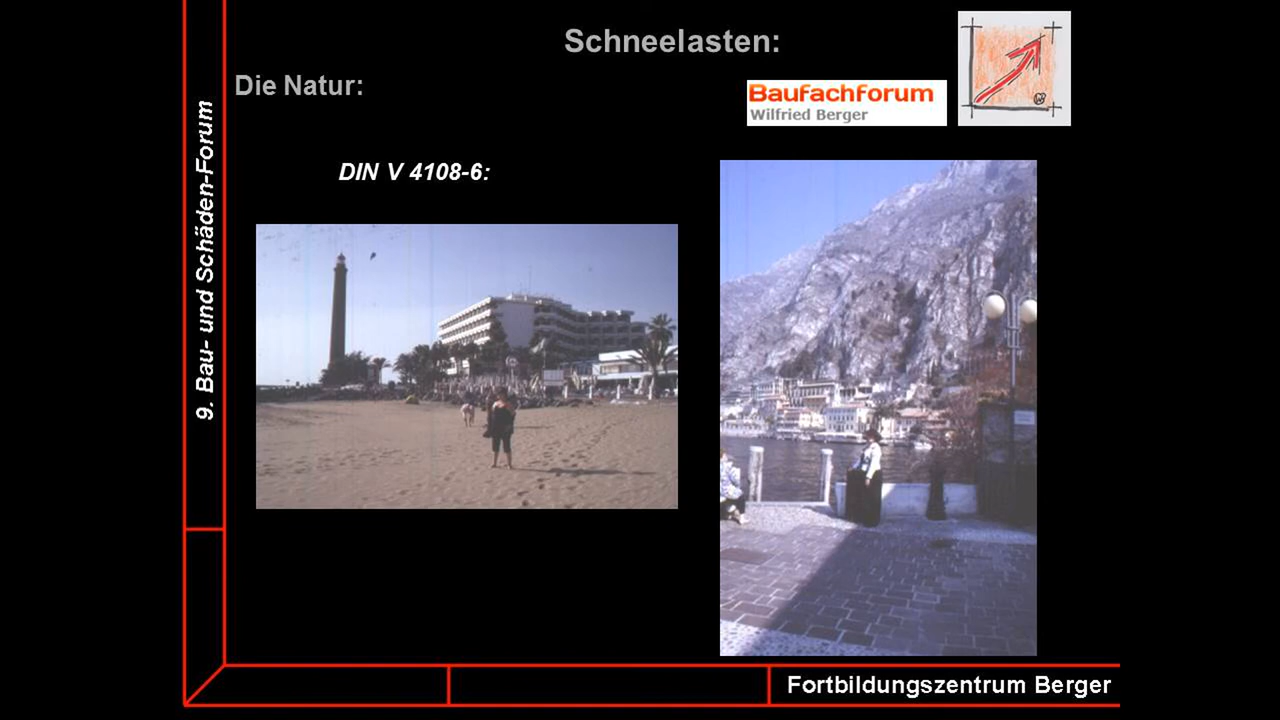 Schneelasten:
Die Natur:
BauFachForum
Wilfried Berger
DIN V 4108-6:
9. Bau- und Schäden-Forum
Fortbildungszentrum Berger